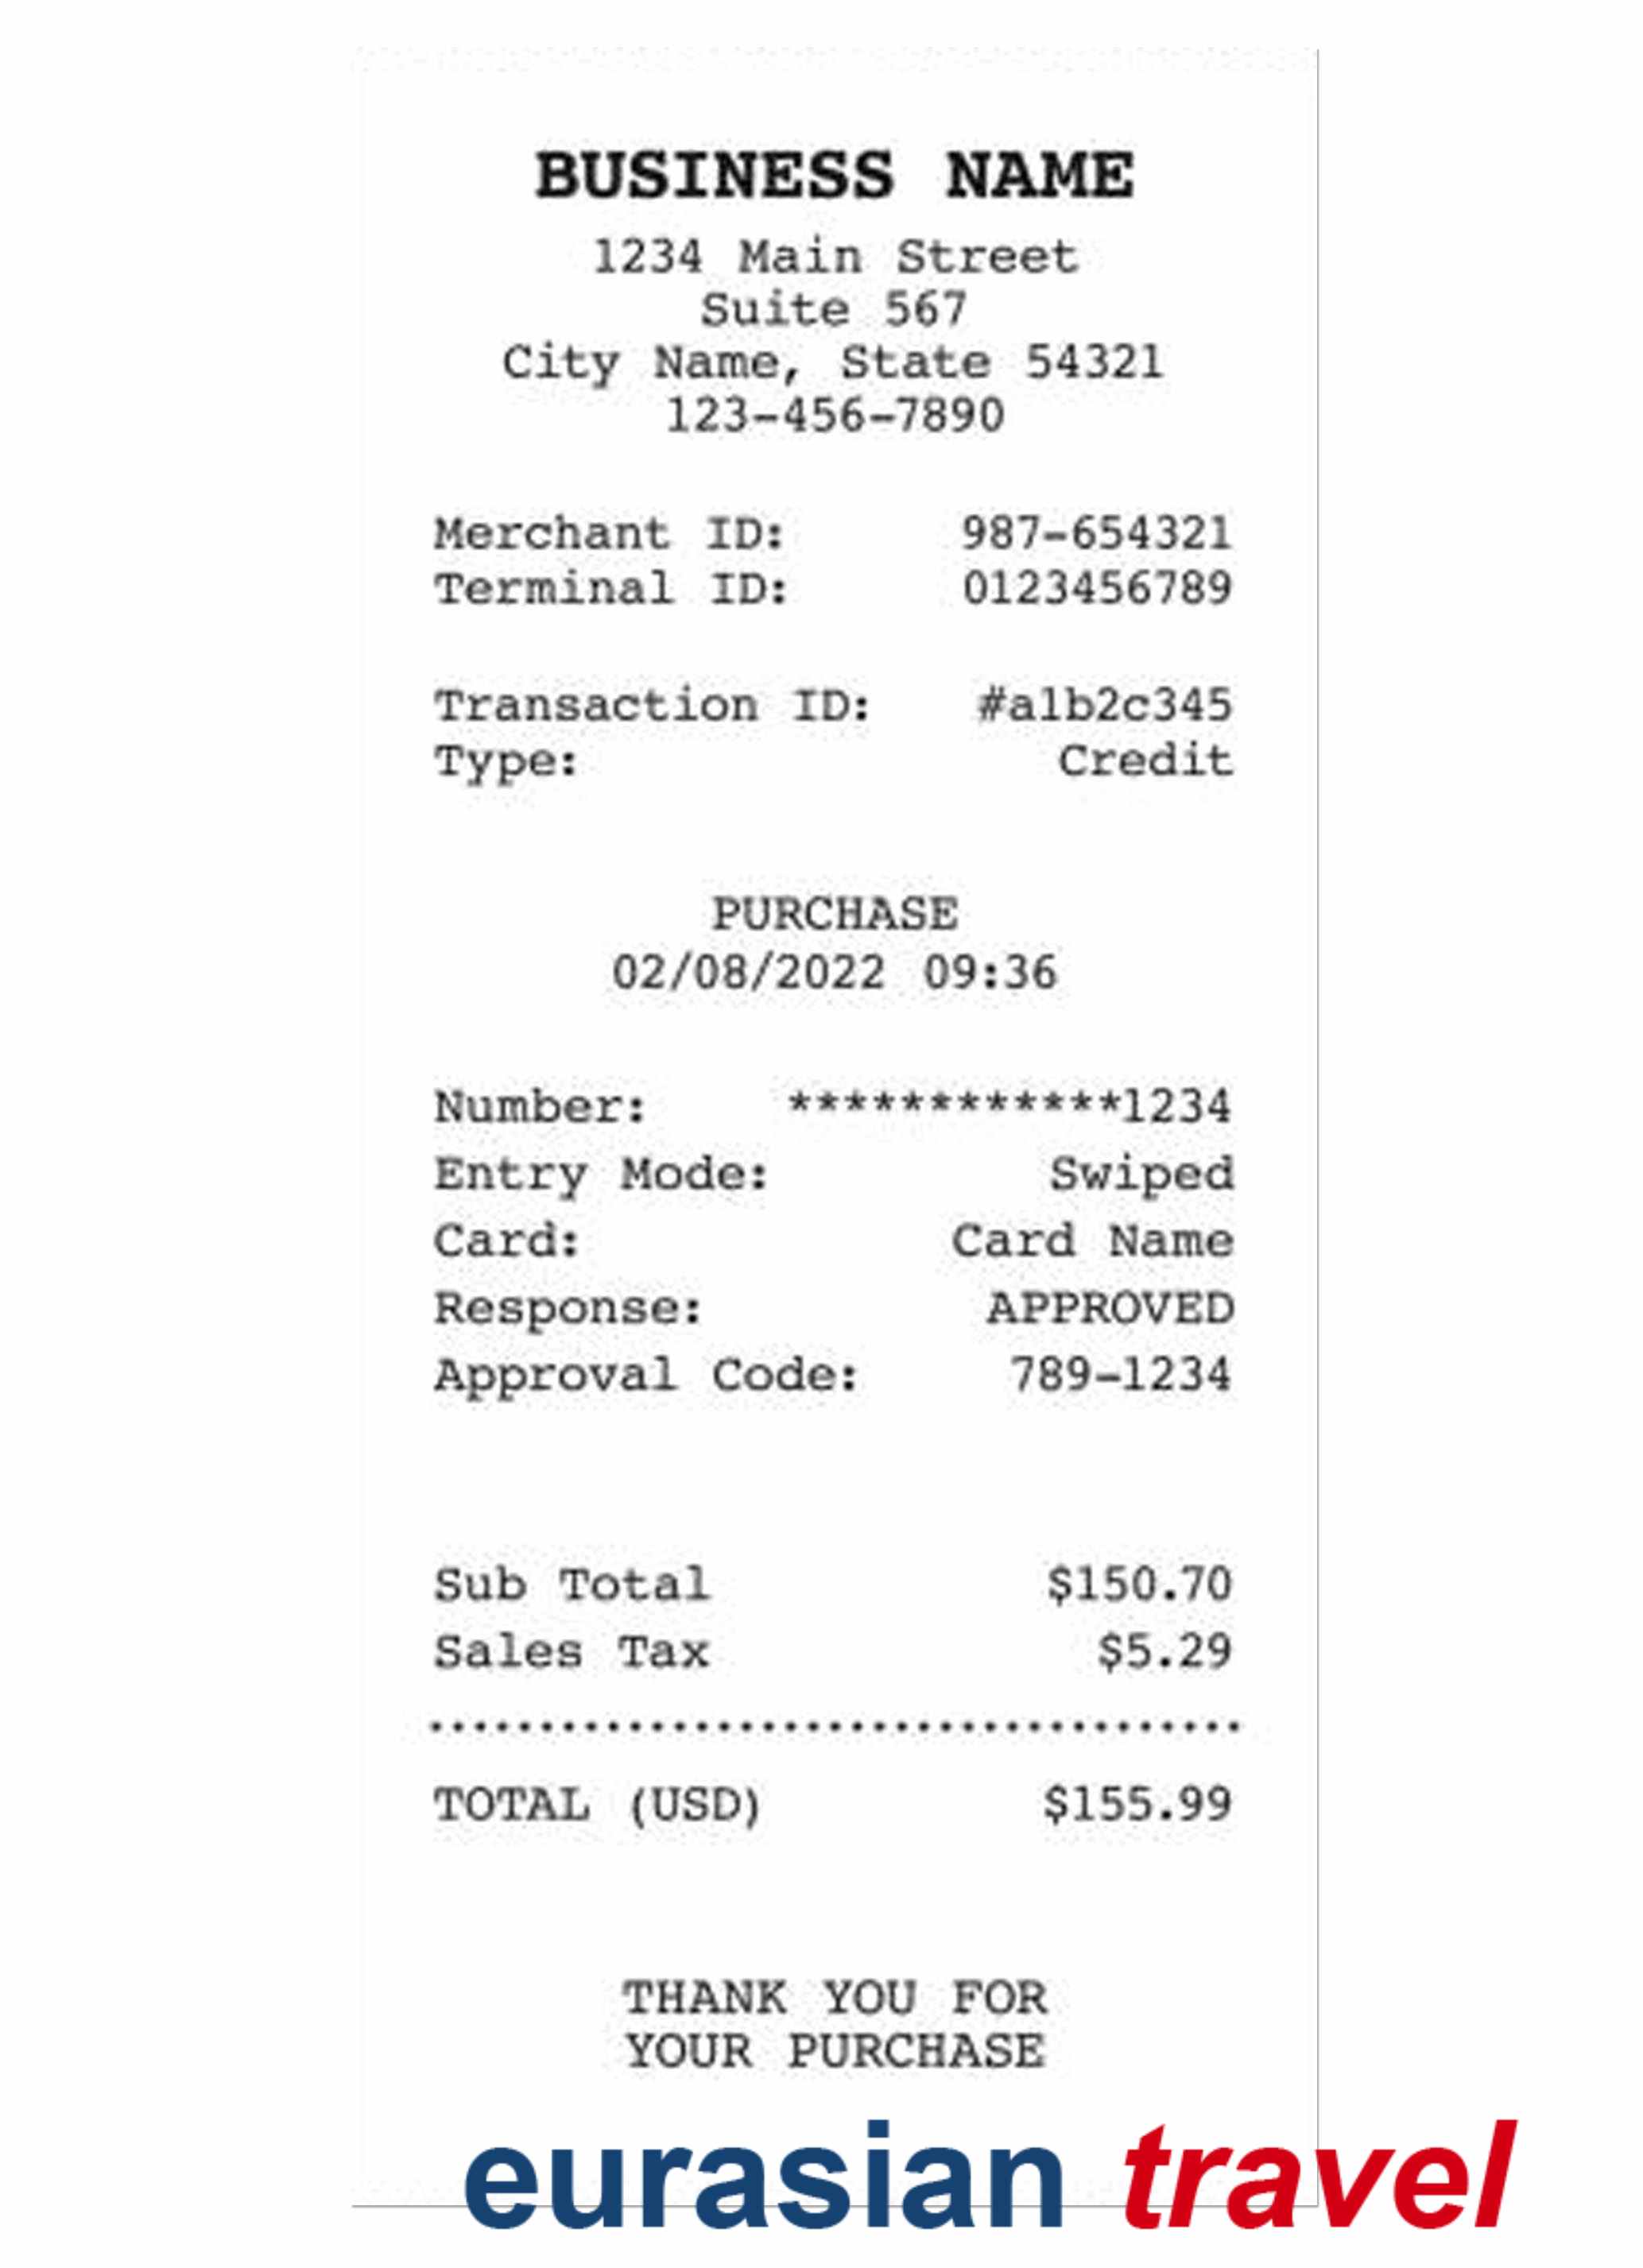 BUSINESS NAME
1234 Main Street
Suite 567
City Name, State 54321
123-456-7890
Merchant ID: 987-654321
Terminal ID: 0123456789
Transaction ID: #a1b2c345
Type: Credit
PURCHASE
02/08/2022 09:36
Number: ************1234
Entry Mode: Swiped
Card: Card Name
Response: APPROVED
Approval Code: 789-1234
Sub Total $150.70
Sales Tax $5.29
TOTAL (USD) $155.99
THANK YOU FOR
YOUR PURCHASE
eurasian travel